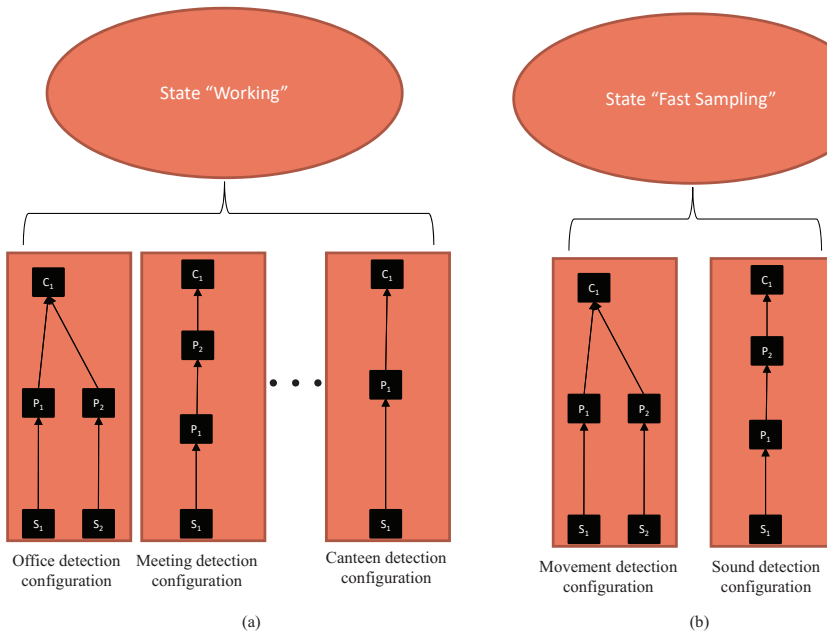 State “Working”
C₁
P₁
P₂
S₁
S₂
Office detection
configuration
C₁
P₂
P₁
S₁
Meeting detection
configuration
C₁
P₁
S₁
Canteen detection
configuration
(a)
State “Fast Sampling”
C₁
P₁
P₂
S₁
S₂
Movement detection
configuration
C₁
P₂
P₁
S₁
Sound detection
configuration
(b)